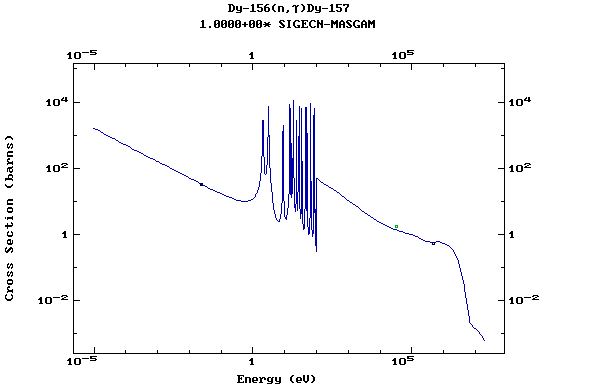 Dy-156(n,γ)Dy-157
1.0000+00* SIGECN-MASGAM
10⁻⁵ 1 10⁵
10⁴ 10⁴
10² 10²
1 1
10⁻² 10⁻²
Cross Section (barns)
10⁻⁵ 1 10⁵
Energy (eV)